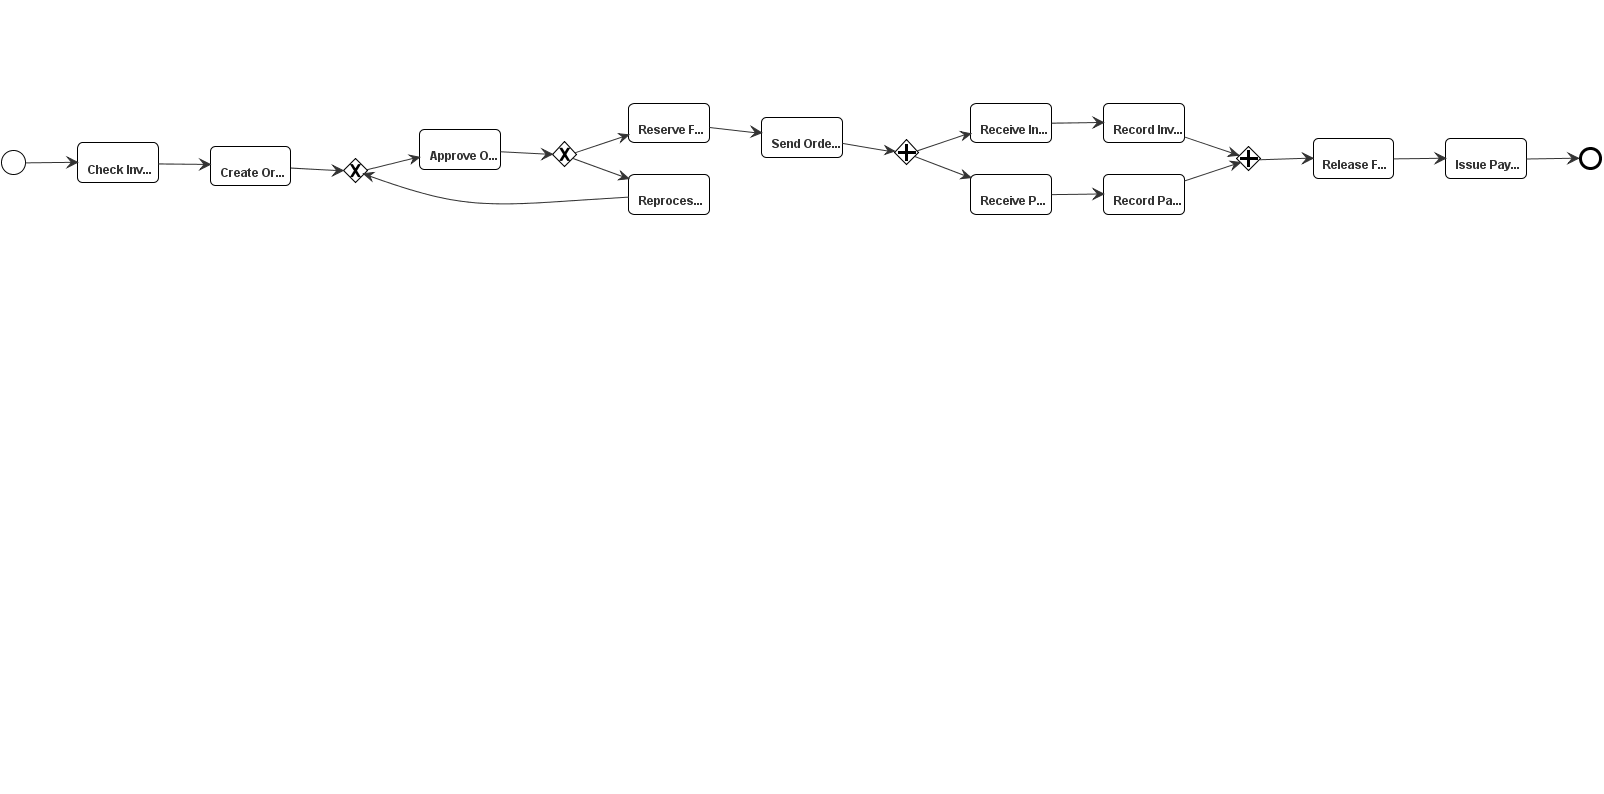 Check Inv...
Create Or...
X
Approve O...
X
Reserve F...
Reproces...
Send Orde...
Receive In...
Record Inv...
Receive P...
Record Pa...
Release F...
Issue Pay...